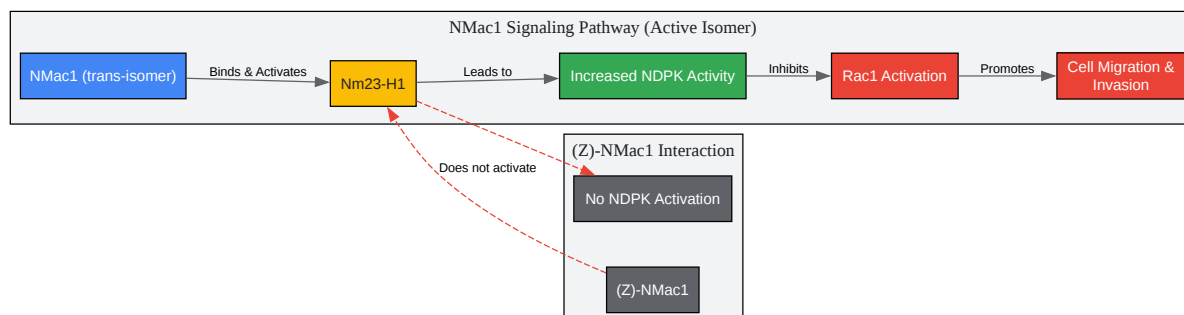 NMac1 Signaling Pathway (Active Isomer)
NMac1 (trans-isomer)
Binds & Activates
Nm23-H1
Leads to
Increased NDPK Activity
Inhibits
Rac1 Activation
Promotes
Cell Migration &
Invasion
(Z)-NMac1 Interaction
Does not activate
No NDPK Activation
(Z)-NMac1